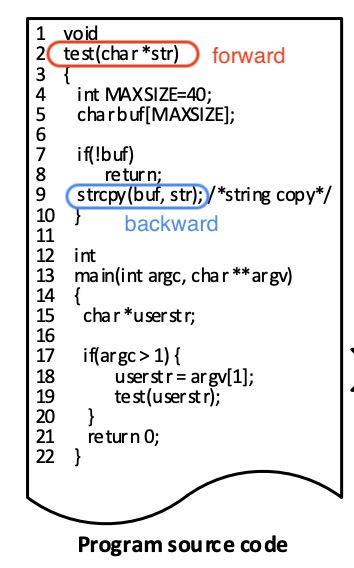 1 void
2 test(char *str) forward
3 {
4 int MAXSIZE=40;
5 char buf[MAXSIZE];
6
7 if(!buf)
8 return;
9 strcpy(buf, str); /*string copy*/
10 }
backward
11
12 int
13 main(int argc, char **argv)
14 {
15 char *userstr;
16
17 if(argc > 1) {
18 userstr = argv[1];
19 test(userstr);
20 }
21 return 0;
22 }
Program source code